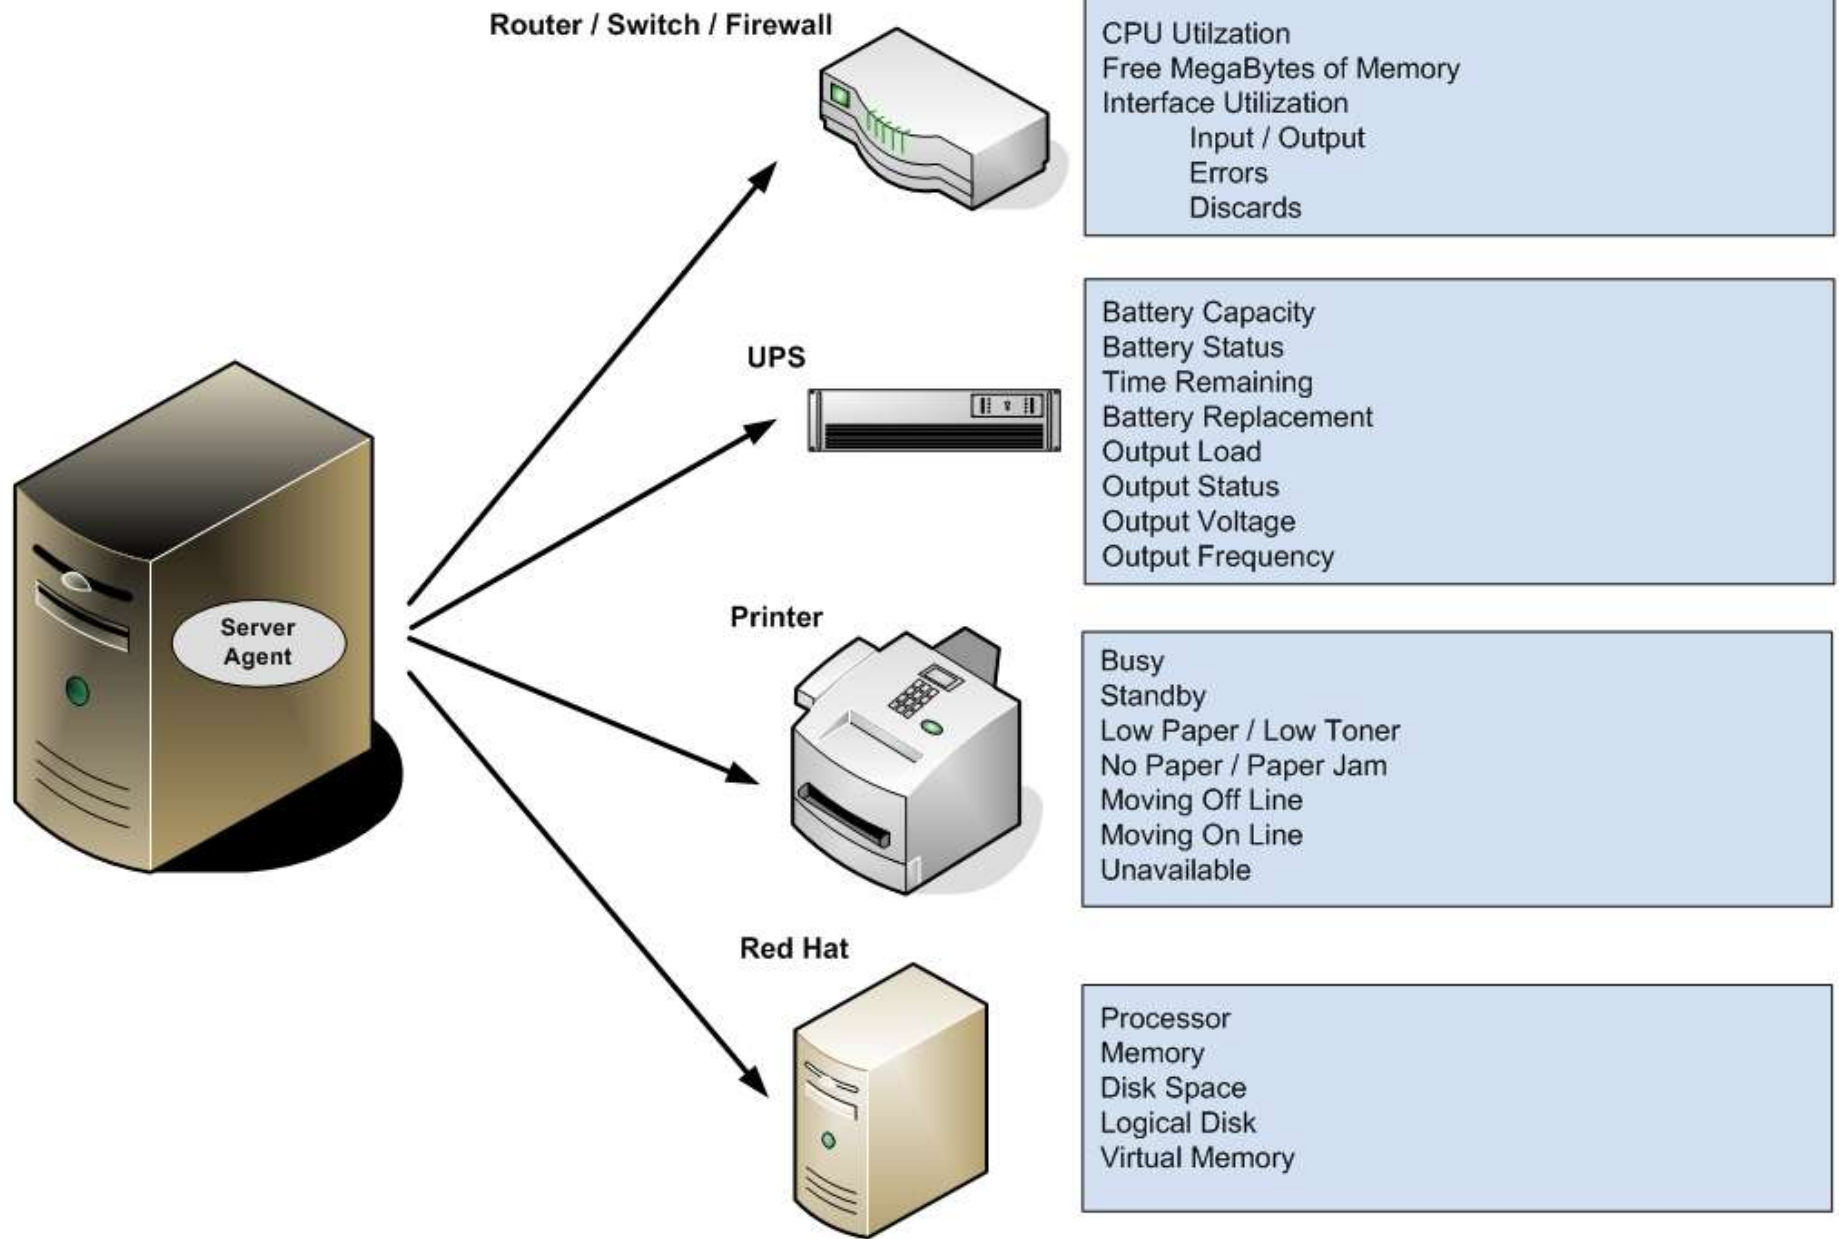 Router / Switch / Firewall
CPU Utilzation
Free MegaBytes of Memory
Interface Utilization
Input / Output
Errors
Discards
UPS
Battery Capacity
Battery Status
Time Remaining
Battery Replacement
Output Load
Output Status
Output Voltage
Output Frequency
Server
Agent
Printer
Busy
Standby
Low Paper / Low Toner
No Paper / Paper Jam
Moving Off Line
Moving On Line
Unavailable
Red Hat
Processor
Memory
Disk Space
Logical Disk
Virtual Memory